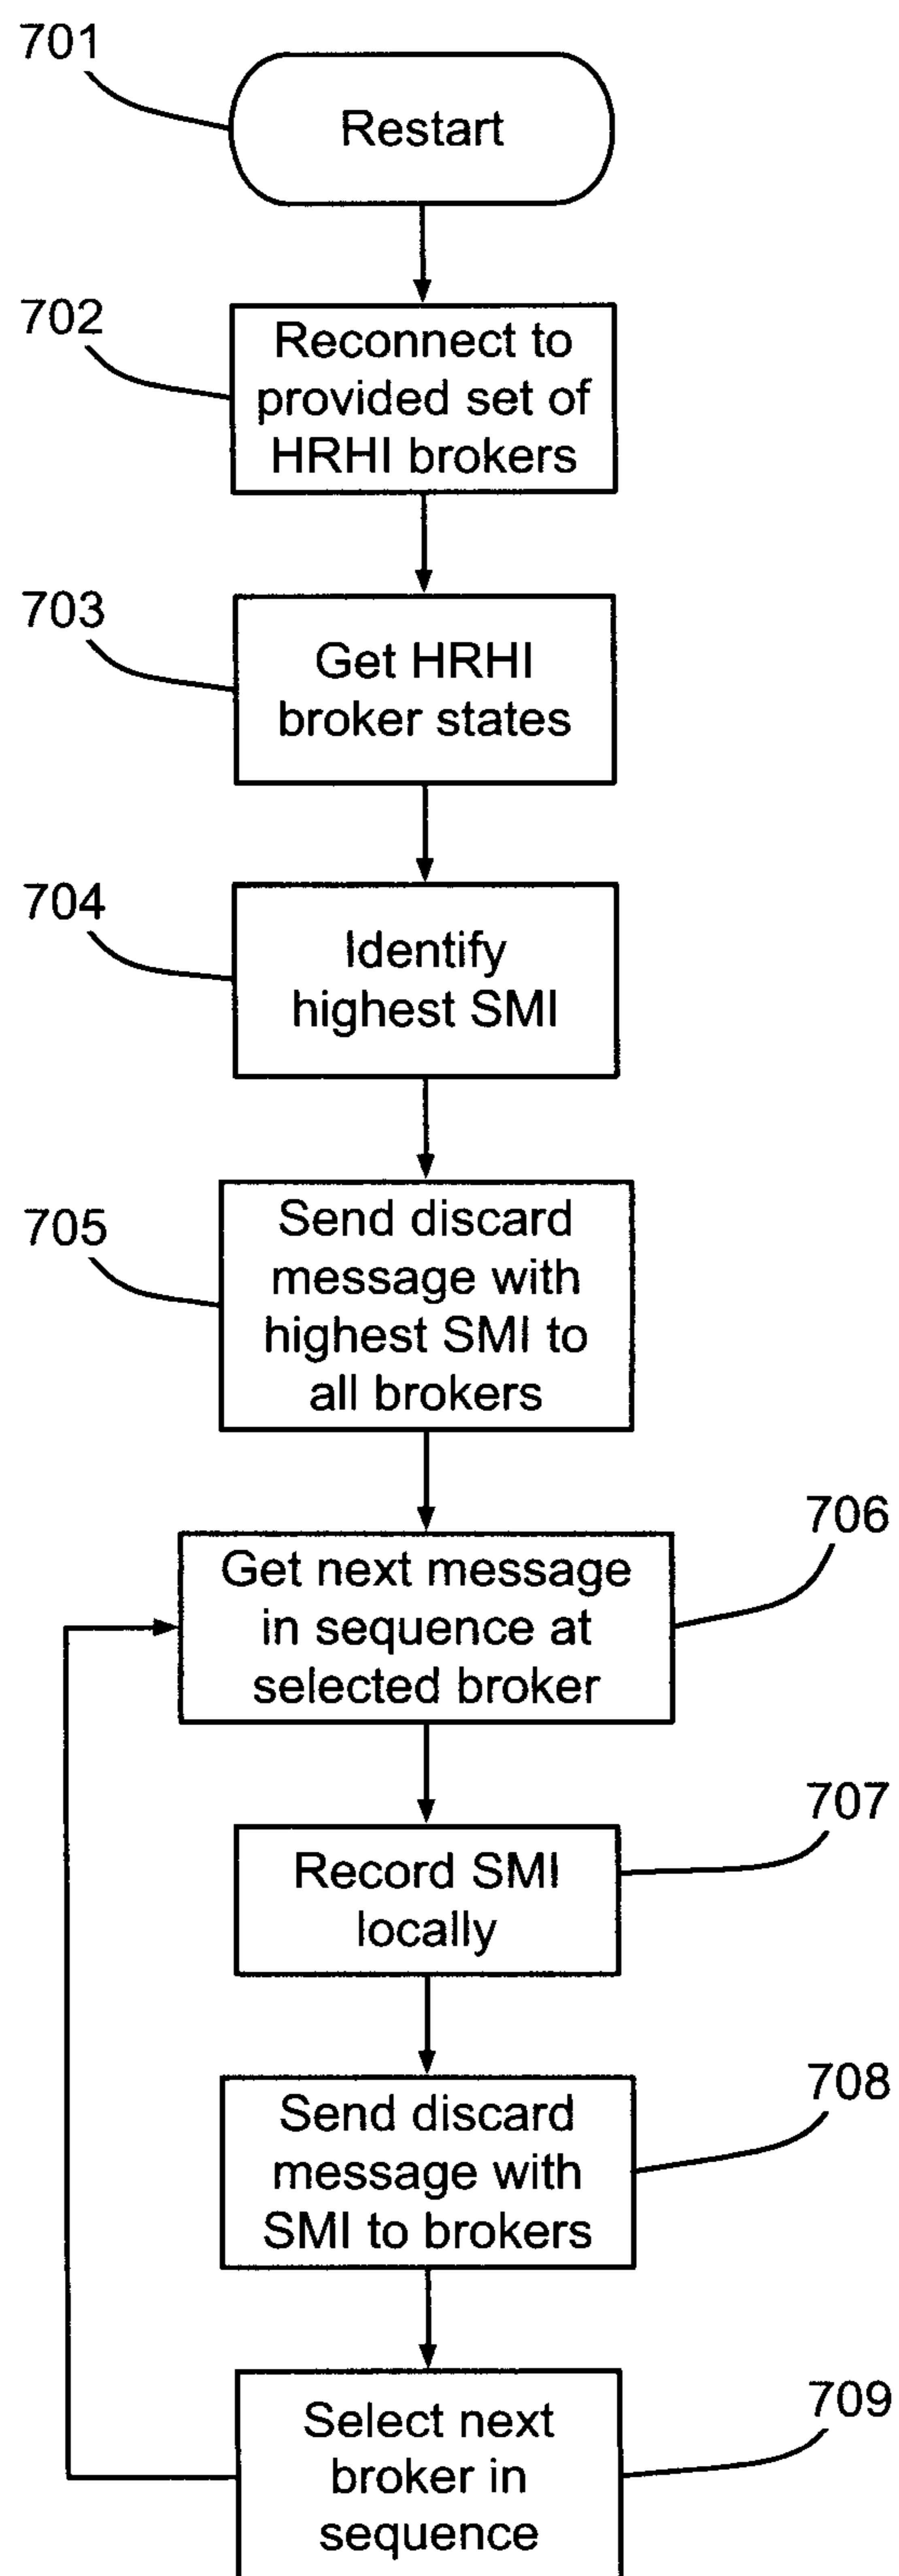 701
Restart
702
Reconnect to
provided set of
HRHI brokers
703
Get HRHI
broker states
704
Identify
highest SMI
705
Send discard
message with
highest SMI to
all brokers
706
Get next message
in sequence at
selected broker
707
Record SMI
locally
708
Send discard
message with
SMI to brokers
709
Select next
broker in
sequence